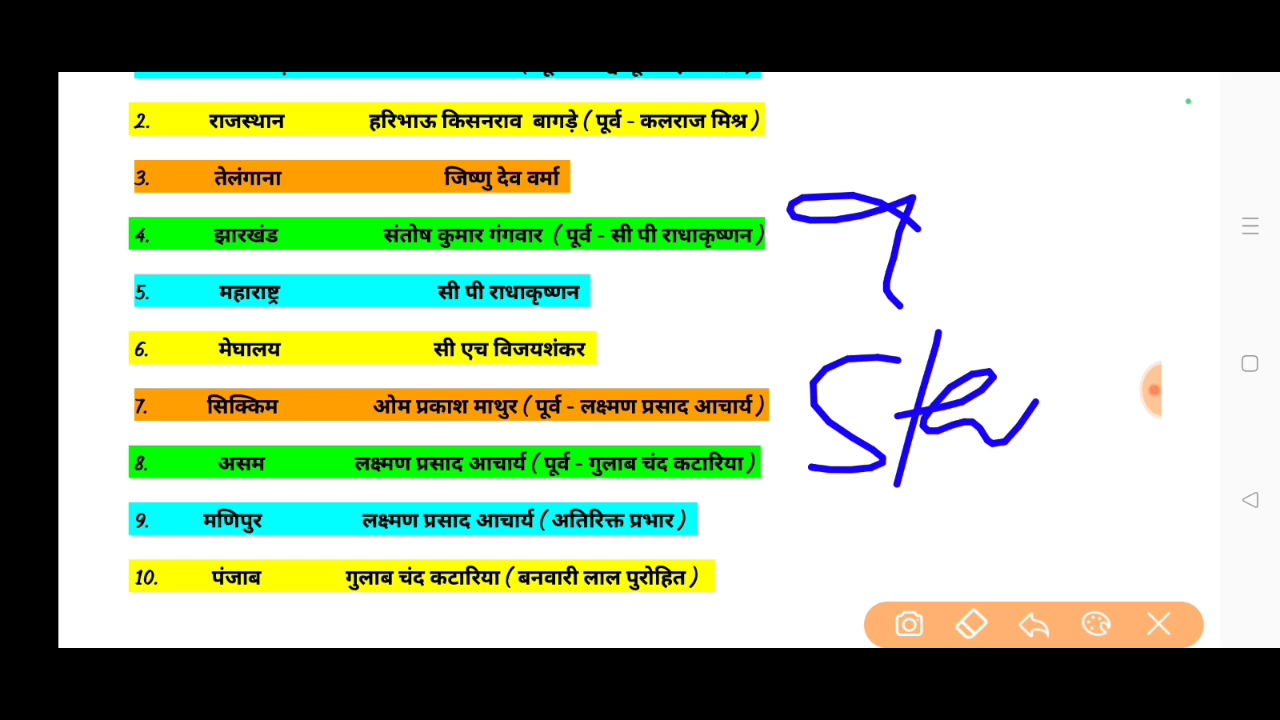 2. राजस्थान हरिभाऊ किसनराव बागड़े ( पूर्व - कलराज मिश्र )
3. तेलंगाना जिष्णु देव वर्मा
4. झारखंड संतोष कुमार गंगवार ( पूर्व - सी पी राधाकृष्णन )
5. महाराष्ट्र सी पी राधाकृष्णन
6. मेघालय सी एच विजयशंकर
7. सिक्किम ओम प्रकाश माथुर ( पूर्व - लक्ष्मण प्रसाद आचार्य )
8. असम लक्ष्मण प्रसाद आचार्य ( पूर्व - गुलाब चंद कटारिया )
9. मणिपुर लक्ष्मण प्रसाद आचार्य ( अतिरिक्त प्रभार )
10. पंजाब गुलाब चंद कटारिया ( बनवारी लाल पुरोहित )